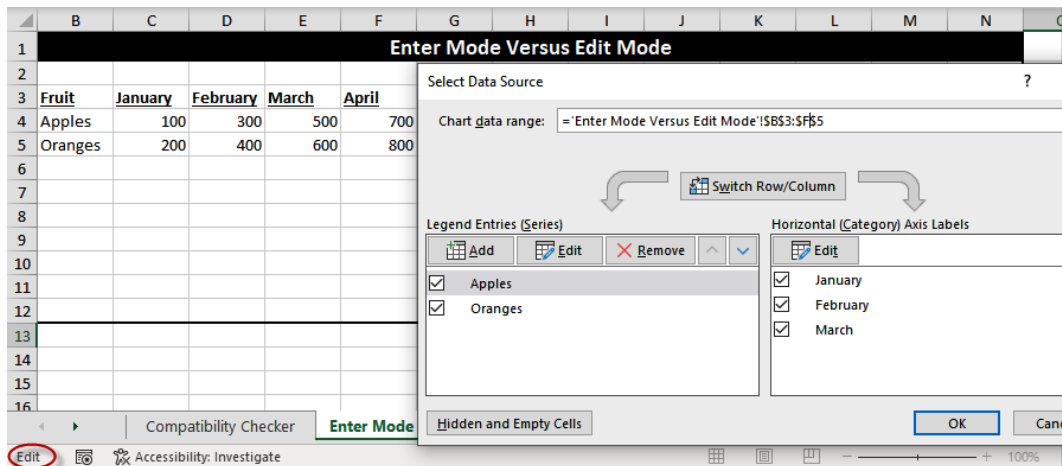 B C D E F G H I J K L M N
1 Enter Mode Versus Edit Mode
2 Select Data Source ?
3 Fruit January February March April
4 Apples 100 300 500 700 Chart data range: ='Enter Mode Versus Edit Mode'!$B$3:$F$5
5 Oranges 200 400 600 800
6
7 Switch Row/Column
8
9 Legend Entries (Series) Horizontal (Category) Axis Labels
10 Add Edit Remove Edit
11 Apples January
12 Oranges February
13 March
14
15
16
Compatibility Checker Enter Mode Hidden and Empty Cells OK
Edit Accessibility: Investigate 100%